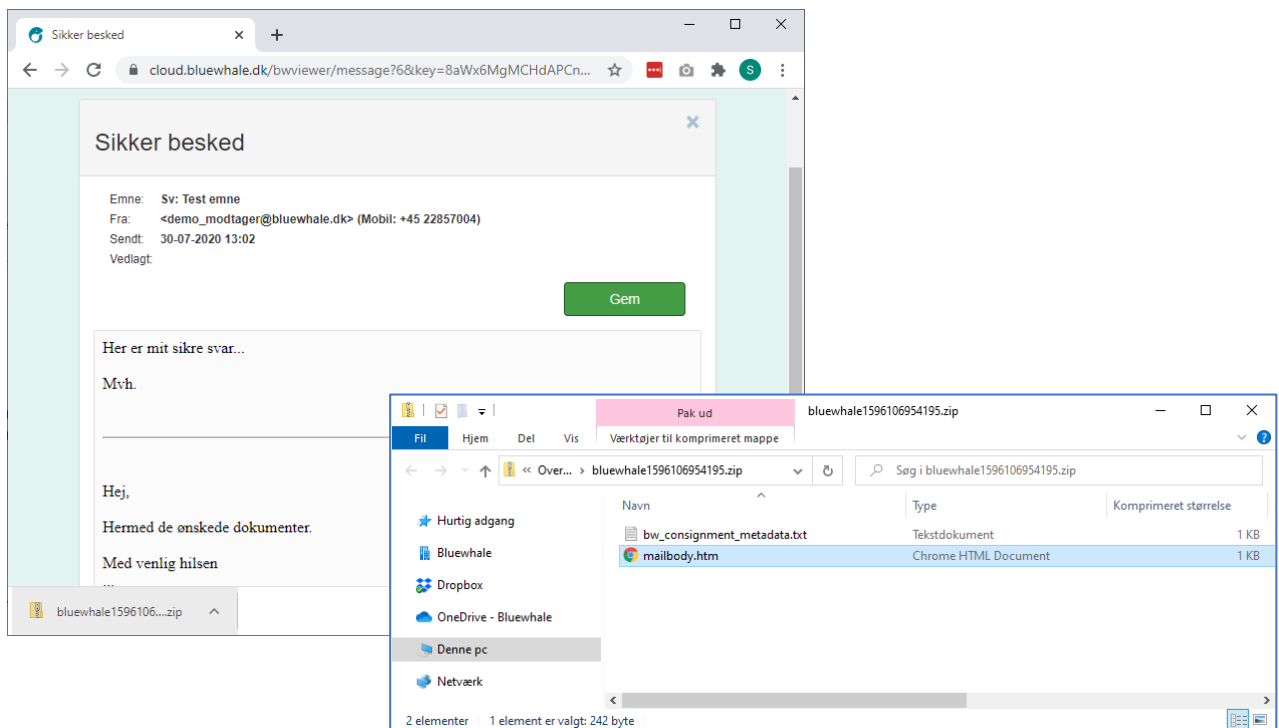 Sikker besked
cloud.bluewhale.dk/bwviewer/message?6&key=8aWx6MgMCHdAPCn...
S
Sikker besked
Emne: Sv: Test emne
Fra: <demo_modtager@bluewhale.dk> (Mobil: +45 22857004)
Sendt: 30-07-2020 13:02
Vedlagt:
Gem
Her er mit sikre svar...
Mvh.
Hej,
Hermed de ønskede dokumenter.
Med venlig hilsen
...
bluewhale1596106....zip
Pak ud
bluewhale1596106954195.zip
Fil Hjem Del Vis Værktøjer til komprimeret mappe
« Over... › bluewhale1596106954195.zip
Søg i bluewhale1596106954195.zip
Navn Type Komprimeret størrelse
bw_consignment_metadata.txt Tekstdokument 1 KB
mailbody.htm Chrome HTML Document 1 KB
Hurtig adgang
Bluewhale
Dropbox
OneDrive - Bluewhale
Denne pc
Netværk
2 elementer 1 element er valgt: 242 byte